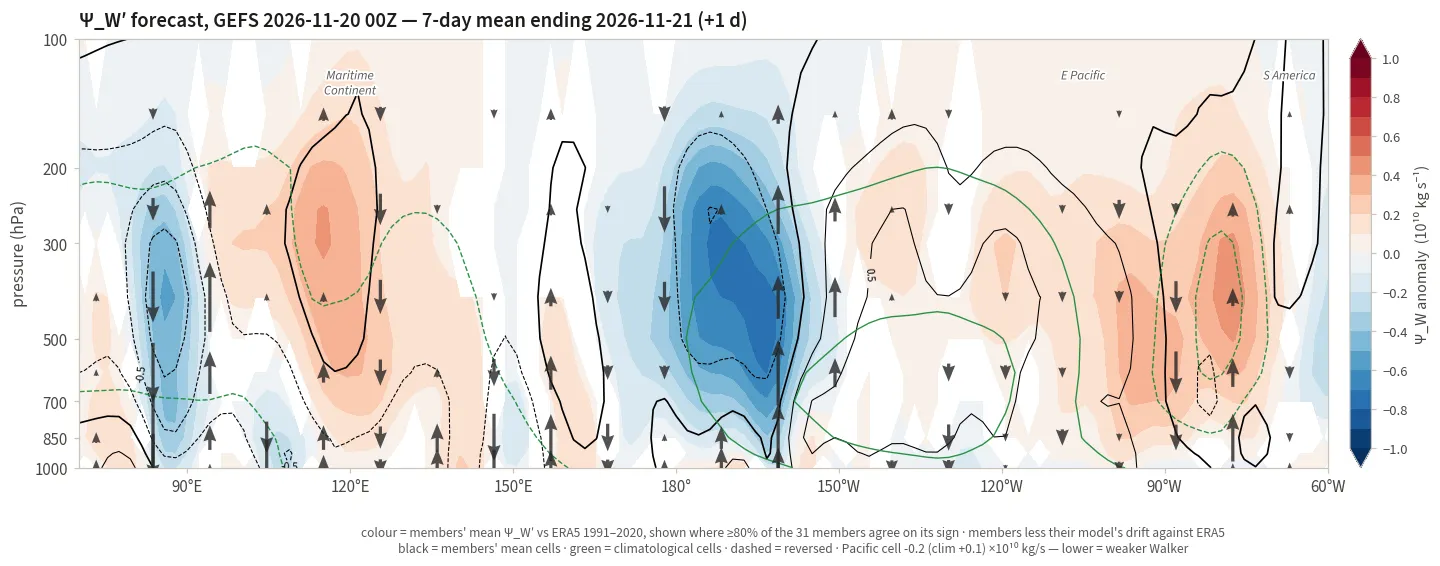 Ψ_W′ forecast, GEFS 2026-11-20 00Z — 7-day mean ending 2026-11-21 (+1 d)
100
200
300
400
500
700
850
1000
pressure (hPa)
Maritime
Continent
E Pacific
S America
-0.5
0.5
90°E
120°E
150°E
180°
150°W
120°W
90°W
60°W
1.0
0.8
0.6
0.4
0.2
0.0
−0.2
−0.4
−0.6
−0.8
−1.0
Ψ_W anomaly (10¹⁰ kg s⁻¹)
colour = members' mean Ψ_W′ vs ERA5 1991–2020, shown where ≥80% of the 31 members agree on its sign · members less their model's drift against ERA5
black = members' mean cells · green = climatological cells · dashed = reversed · Pacific cell -0.2 (clim +0.1) ×10¹⁰ kg/s — lower = weaker Walker